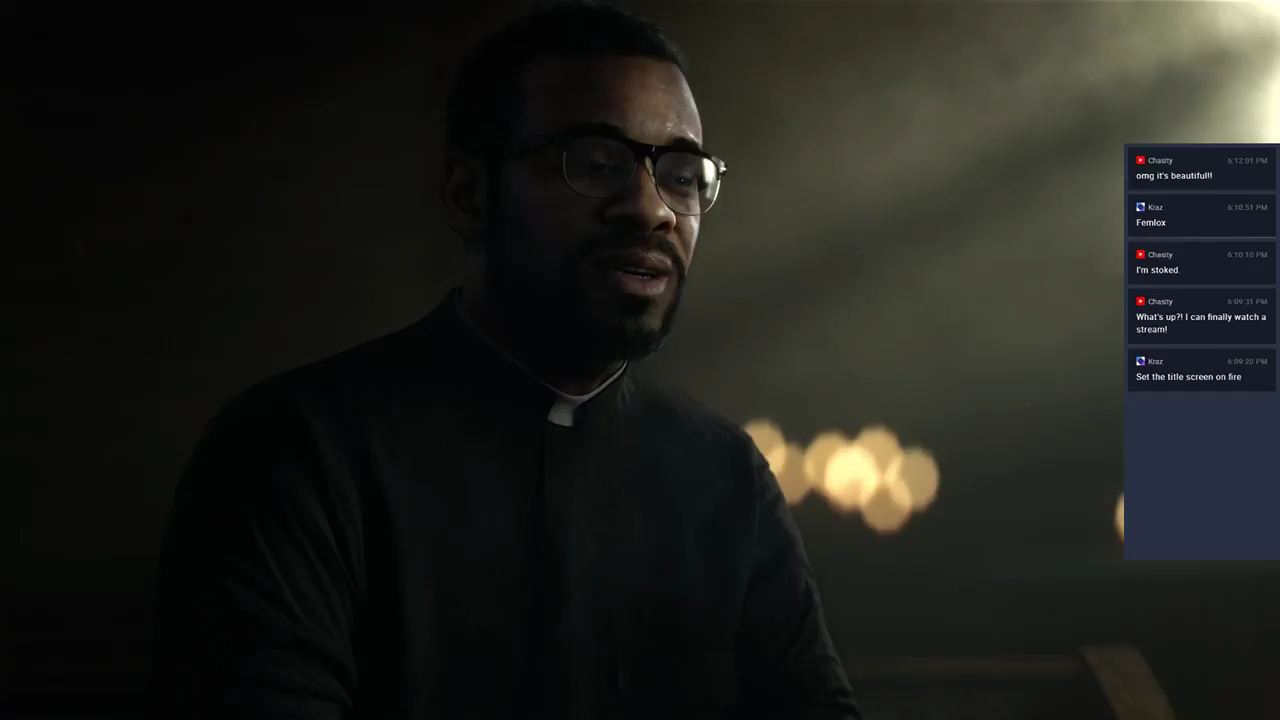 Chasity 6:12:01 PM
omg it's beautiful!!
Kraz 6:10:51 PM
Femlox
Chasity 6:10:10 PM
I'm stoked.
Chasity 6:09:31 PM
What's up?! I can finally watch a
stream!
Kraz 6:09:20 PM
Set the title screen on fire